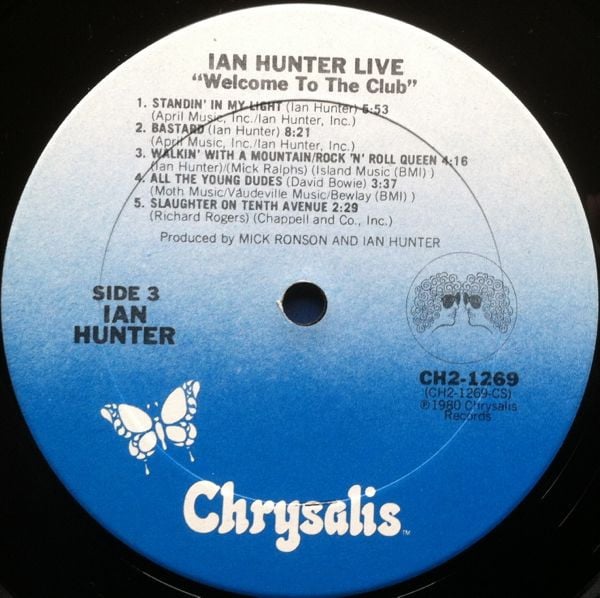 IAN HUNTER LIVE
"Welcome To The Club"
1. STANDIN' IN MY LIGHT (Ian Hunter) 5:53
(April Music, Inc./Ian Hunter, Inc.)
2. BASTARD (Ian Hunter) 8:21
(April Music, Inc./Ian Hunter, Inc.)
3. WALKIN' WITH A MOUNTAIN/ROCK 'N' ROLL QUEEN 4:16
(Ian Hunter)/(Mick Ralphs) (Island Music (BMI) )
4. ALL THE YOUNG DUDES (David Bowie) 3:37
(Moth Music/Vaudeville Music/Bewlay (BMI) )
5. SLAUGHTER ON TENTH AVENUE 2:29
(Richard Rogers) (Chappell and Co., Inc.)
Produced by MICK RONSON AND IAN HUNTER
SIDE 3
IAN
HUNTER
CH2-1269
(CH2-1269-CS)
℗1980 Chrysalis
Records
Chrysalis
TM